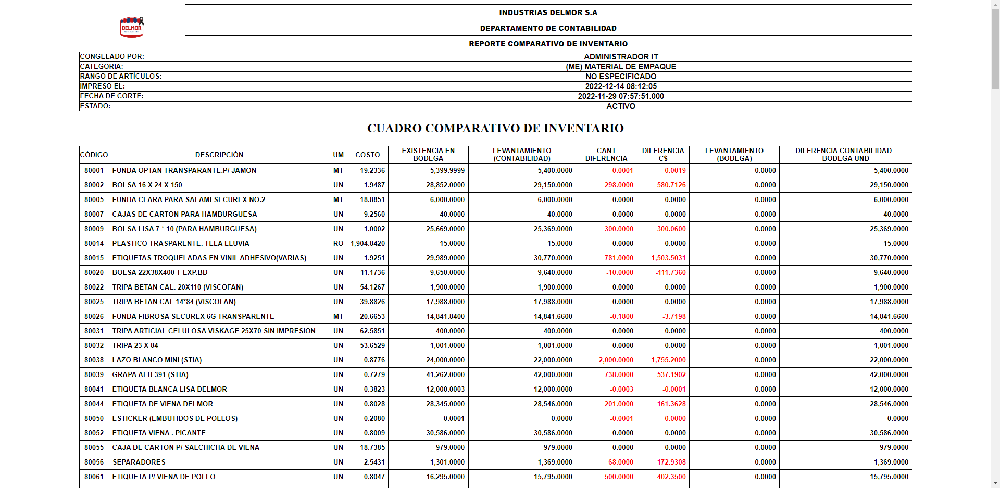 INDUSTRIAS DELMOR S.A
DEPARTAMENTO DE CONTABILIDAD
REPORTE COMPARATIVO DE INVENTARIO
DELMOR
CONGELADO POR: ADMINISTRADOR IT
CATEGORIA: (ME) MATERIAL DE EMPAQUE
RANGO DE ARTÍCULOS: NO ESPECIFICADO
IMPRESO EL: 2022-12-14 08:12:05
FECHA DE CORTE: 2022-11-29 07:57:51.000
ESTADO: ACTIVO
CUADRO COMPARATIVO DE INVENTARIO
CÓDIGO DESCRIPCIÓN UM COSTO EXISTENCIA EN BODEGA LEVANTAMIENTO (CONTABILIDAD) CANT DIFERENCIA DIFERENCIA C$ LEVANTAMIENTO (BODEGA) DIFERENCIA CONTABILIDAD - BODEGA UND
80001 FUNDA OPTAN TRANSPARANTE.P/ JAMON MT 19.2336 5,399.9999 5,400.0000 0.0001 0.0019 0.0000 5,400.0000
80002 BOLSA 16 X 24 X 150 UN 1.9487 28,852.0000 29,150.0000 298.0000 580.7126 0.0000 29,150.0000
80005 FUNDA CLARA PARA SALAMI SECUREX NO.2 MT 18.8851 6,000.0000 6,000.0000 0.0000 0.0000 0.0000 6,000.0000
80007 CAJAS DE CARTON PARA HAMBURGUESA UN 9.2560 40.0000 40.0000 0.0000 0.0000 0.0000 40.0000
80009 BOLSA LISA 7 * 10 (PARA HAMBURGUESA) UN 1.0002 25,669.0000 25,369.0000 -300.0000 -300.0600 0.0000 25,369.0000
80014 PLASTICO TRASPARENTE. TELA LLUVIA RO 1,904.8420 15.0000 15.0000 0.0000 0.0000 0.0000 15.0000
80015 ETIQUETAS TROQUELADAS EN VINIL ADHESIVO(VARIAS) UN 1.9251 29,989.0000 30,770.0000 781.0000 1,503.5031 0.0000 30,770.0000
80020 BOLSA 22X38X400 T EXP.BD UN 11.1736 9,650.0000 9,640.0000 -10.0000 -111.7360 0.0000 9,640.0000
80022 TRIPA BETAN CAL. 20X110 (VISCOFAN) UN 54.1267 1,900.0000 1,900.0000 0.0000 0.0000 0.0000 1,900.0000
80025 TRIPA BETAN CAL 14*84 (VISCOFAN) UN 39.8826 17,988.0000 17,988.0000 0.0000 0.0000 0.0000 17,988.0000
80026 FUNDA FIBROSA SECUREX 6G TRANSPARENTE MT 20.6653 14,841.8400 14,841.6600 -0.1800 -3.7198 0.0000 14,841.6600
80031 TRIPA ARTICIAL CELULOSA VISKAGE 25X70 SIN IMPRESION UN 62.5851 400.0000 400.0000 0.0000 0.0000 0.0000 400.0000
80032 TRIPA 23 X 84 UN 53.6529 1,001.0000 1,001.0000 0.0000 0.0000 0.0000 1,001.0000
80038 LAZO BLANCO MINI (STIA) UN 0.8776 24,000.0000 22,000.0000 -2,000.0000 -1,755.2000 0.0000 22,000.0000
80039 GRAPA ALU 391 (STIA) UN 0.7279 41,262.0000 42,000.0000 738.0000 537.1902 0.0000 42,000.0000
80041 ETIQUETA BLANCA LISA DELMOR UN 0.3823 12,000.0003 12,000.0000 -0.0003 -0.0001 0.0000 12,000.0000
80044 ETIQUETA DE VIENA DELMOR UN 0.8028 28,345.0000 28,546.0000 201.0000 161.3628 0.0000 28,546.0000
80050 ESTICKER (EMBUTIDOS DE POLLOS) UN 0.2080 0.0001 0.0000 -0.0001 0.0000 0.0000 0.0000
80052 ETIQUETA VIENA . PICANTE UN 0.8009 30,586.0000 30,586.0000 0.0000 0.0000 0.0000 30,586.0000
80055 CAJA DE CARTON P/ SALCHICHA DE VIENA UN 18.7385 979.0000 979.0000 0.0000 0.0000 0.0000 979.0000
80056 SEPARADORES UN 2.5431 1,301.0000 1,369.0000 68.0000 172.9308 0.0000 1,369.0000
80061 ETIQUETA P/ VIENA DE POLLO UN 0.8047 16,295.0000 15,795.0000 -500.0000 -402.3500 0.0000 15,795.0000